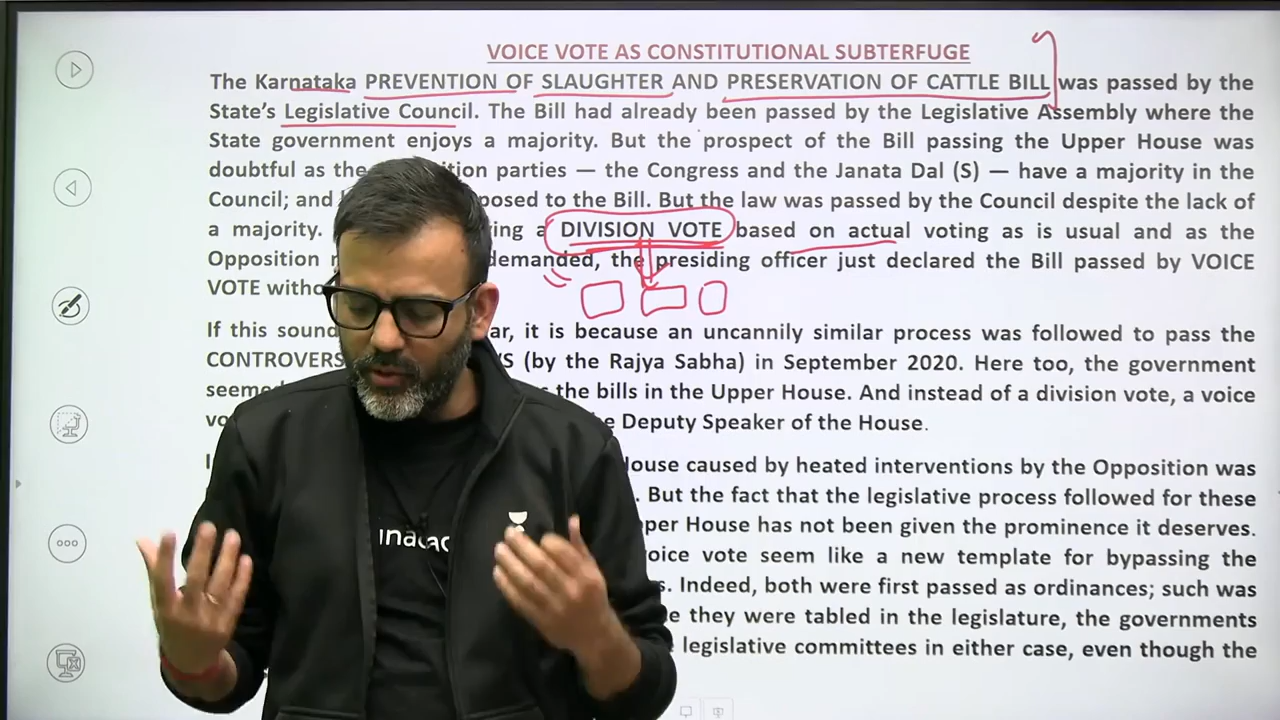 VOICE VOTE AS CONSTITUTIONAL SUBTERFUGE
The Karnataka PREVENTION OF SLAUGHTER AND PRESERVATION OF CATTLE BILL was passed by the
State's Legislative Council. The Bill had already been passed by the Legislative Assembly where the
State government enjoys a majority. But the prospect of the Bill passing the Upper House was
doubtful as the tion parties — the Congress and the Janata Dal (S) — have a majority in the
Council; and posed to the Bill. But the law was passed by the Council despite the lack of
a majority. ing a DIVISION VOTE based on actual voting as is usual and as the
Opposition demanded, the presiding officer just declared the Bill passed by VOICE
VOTE witho
If this sound ar, it is because an uncannily similar process was followed to pass the
CONTROVERS WS (by the Rajya Sabha) in September 2020. Here too, the government
seemed s the bills in the Upper House. And instead of a division vote, a voice
vo e Deputy Speaker of the House.
House caused by heated interventions by the Opposition was
. But the fact that the legislative process followed for these
pper House has not been given the prominence it deserves.
voice vote seem like a new template for bypassing the
s. Indeed, both were first passed as ordinances; such was
e they were tabled in the legislature, the governments
legislative committees in either case, even though the
unacac